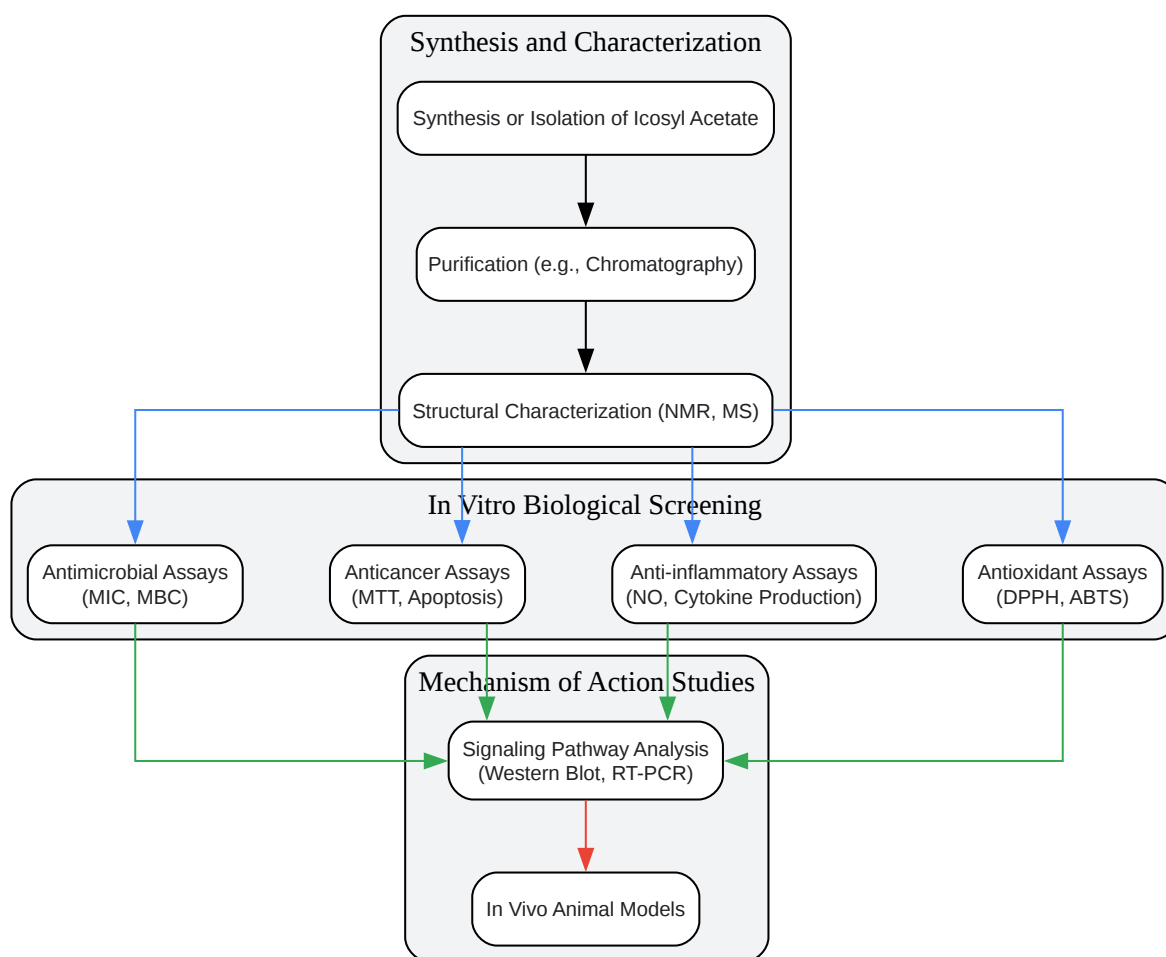 Synthesis and Characterization
Synthesis or Isolation of Icosyl Acetate
Purification (e.g., Chromatography)
Structural Characterization (NMR, MS)
In Vitro Biological Screening
Antimicrobial Assays
(MIC, MBC)
Anticancer Assays
(MTT, Apoptosis)
Anti-inflammatory Assays
(NO, Cytokine Production)
Antioxidant Assays
(DPPH, ABTS)
Mechanism of Action Studies
Signaling Pathway Analysis
(Western Blot, RT-PCR)
In Vivo Animal Models